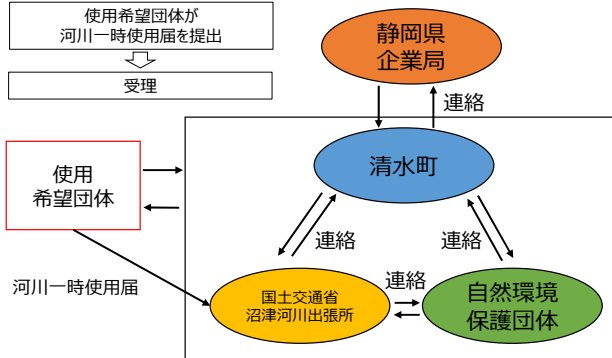 使用希望団体が
河川一時使用届を提出
受理
静岡県
企業局
連絡
清水町
使用
希望団体
連絡
連絡
河川一時使用届
国土交通省
沼津河川出張所
連絡
自然環境
保護団体